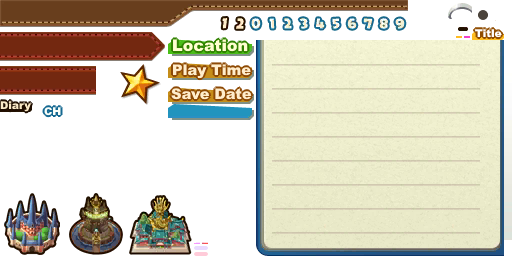 1 2 0 1 2 3 4 5 6 7 8 9
Title
Location
Play Time
Save Date
Diary
CH